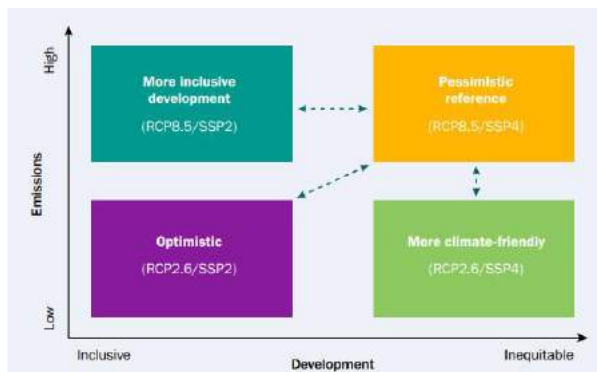 High
More inclusive
development
(RCP8.5/SSP2)
Pessimistic
reference
(RCP8.5/SSP4)
Emissions
Optimistic
(RCP2.6/SSP2)
More climate-friendly
(RCP2.6/SSP4)
Low
Inclusive
Development
Inequitable